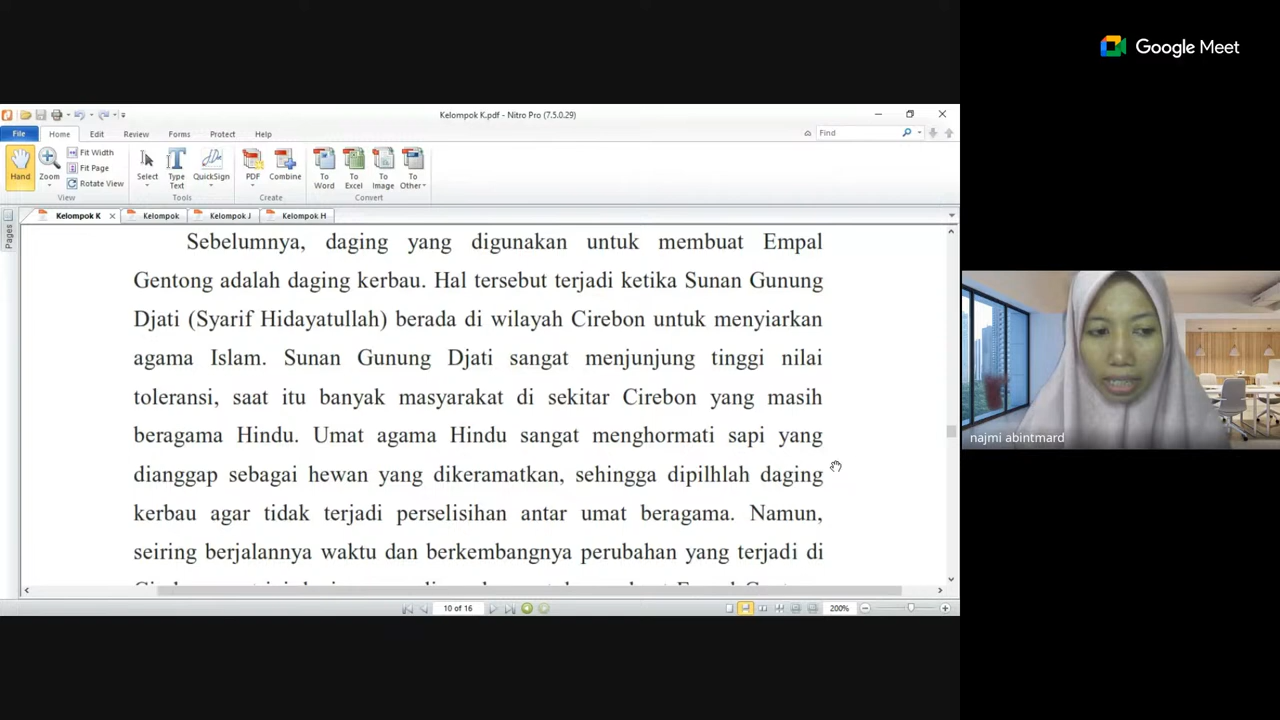 Google Meet
Kelompok K.pdf - Nitro Pro (7.5.0.29)
File Home Edit Review Forms Protect Help
Find
Hand Zoom Fit Width Fit Page Rotate View Select Type Text QuickSign PDF Combine To Word To Excel To Image To Other
View Tools Create Convert
Kelompok K Kelompok Kelompok J Kelompok H
Pages
Sebelumnya, daging yang digunakan untuk membuat Empal
Gentong adalah daging kerbau. Hal tersebut terjadi ketika Sunan Gunung
Djati (Syarif Hidayatullah) berada di wilayah Cirebon untuk menyiarkan
agama Islam. Sunan Gunung Djati sangat menjunjung tinggi nilai
toleransi, saat itu banyak masyarakat di sekitar Cirebon yang masih
beragama Hindu. Umat agama Hindu sangat menghormati sapi yang
dianggap sebagai hewan yang dikeramatkan, sehingga dipilhlah daging
kerbau agar tidak terjadi perselisihan antar umat beragama. Namun,
seiring berjalannya waktu dan berkembangnya perubahan yang terjadi di
najmi abintmard
10 of 16
200%